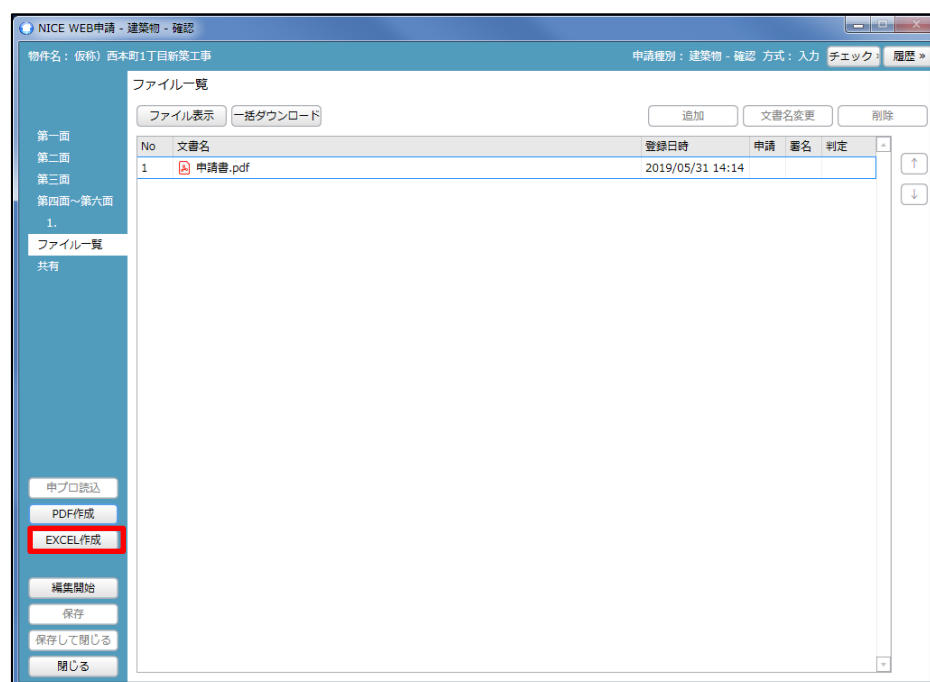 NICE WEB申請 - 建築物 - 確認
物件名：仮称）西本町1丁目新築工事 申請種別：建築物 - 確認 方式：入力 チェック» 履歴 »
ファイル一覧
ファイル表示 一括ダウンロード 追加 文書名変更 削除
第一面
第二面
第三面
第四面～第六面
1.
ファイル一覧
共有
No 文書名 登録日時 申請 署名 判定
1 申請書.pdf 2019/05/31 14:14
↑
↓
申プロ読込
PDF作成
EXCEL作成
編集開始
保存
保存して閉じる
閉じる